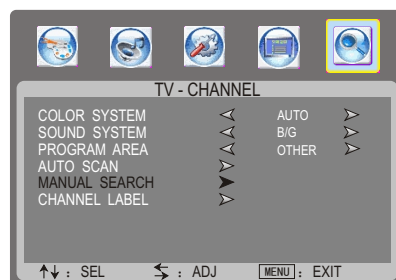 TV - CHANNEL
COLOR SYSTEM AUTO
SOUND SYSTEM B/G
PROGRAM AREA OTHER
AUTO SCAN
MANUAL SEARCH
CHANNEL LABEL
: SEL : ADJ MENU : EXIT